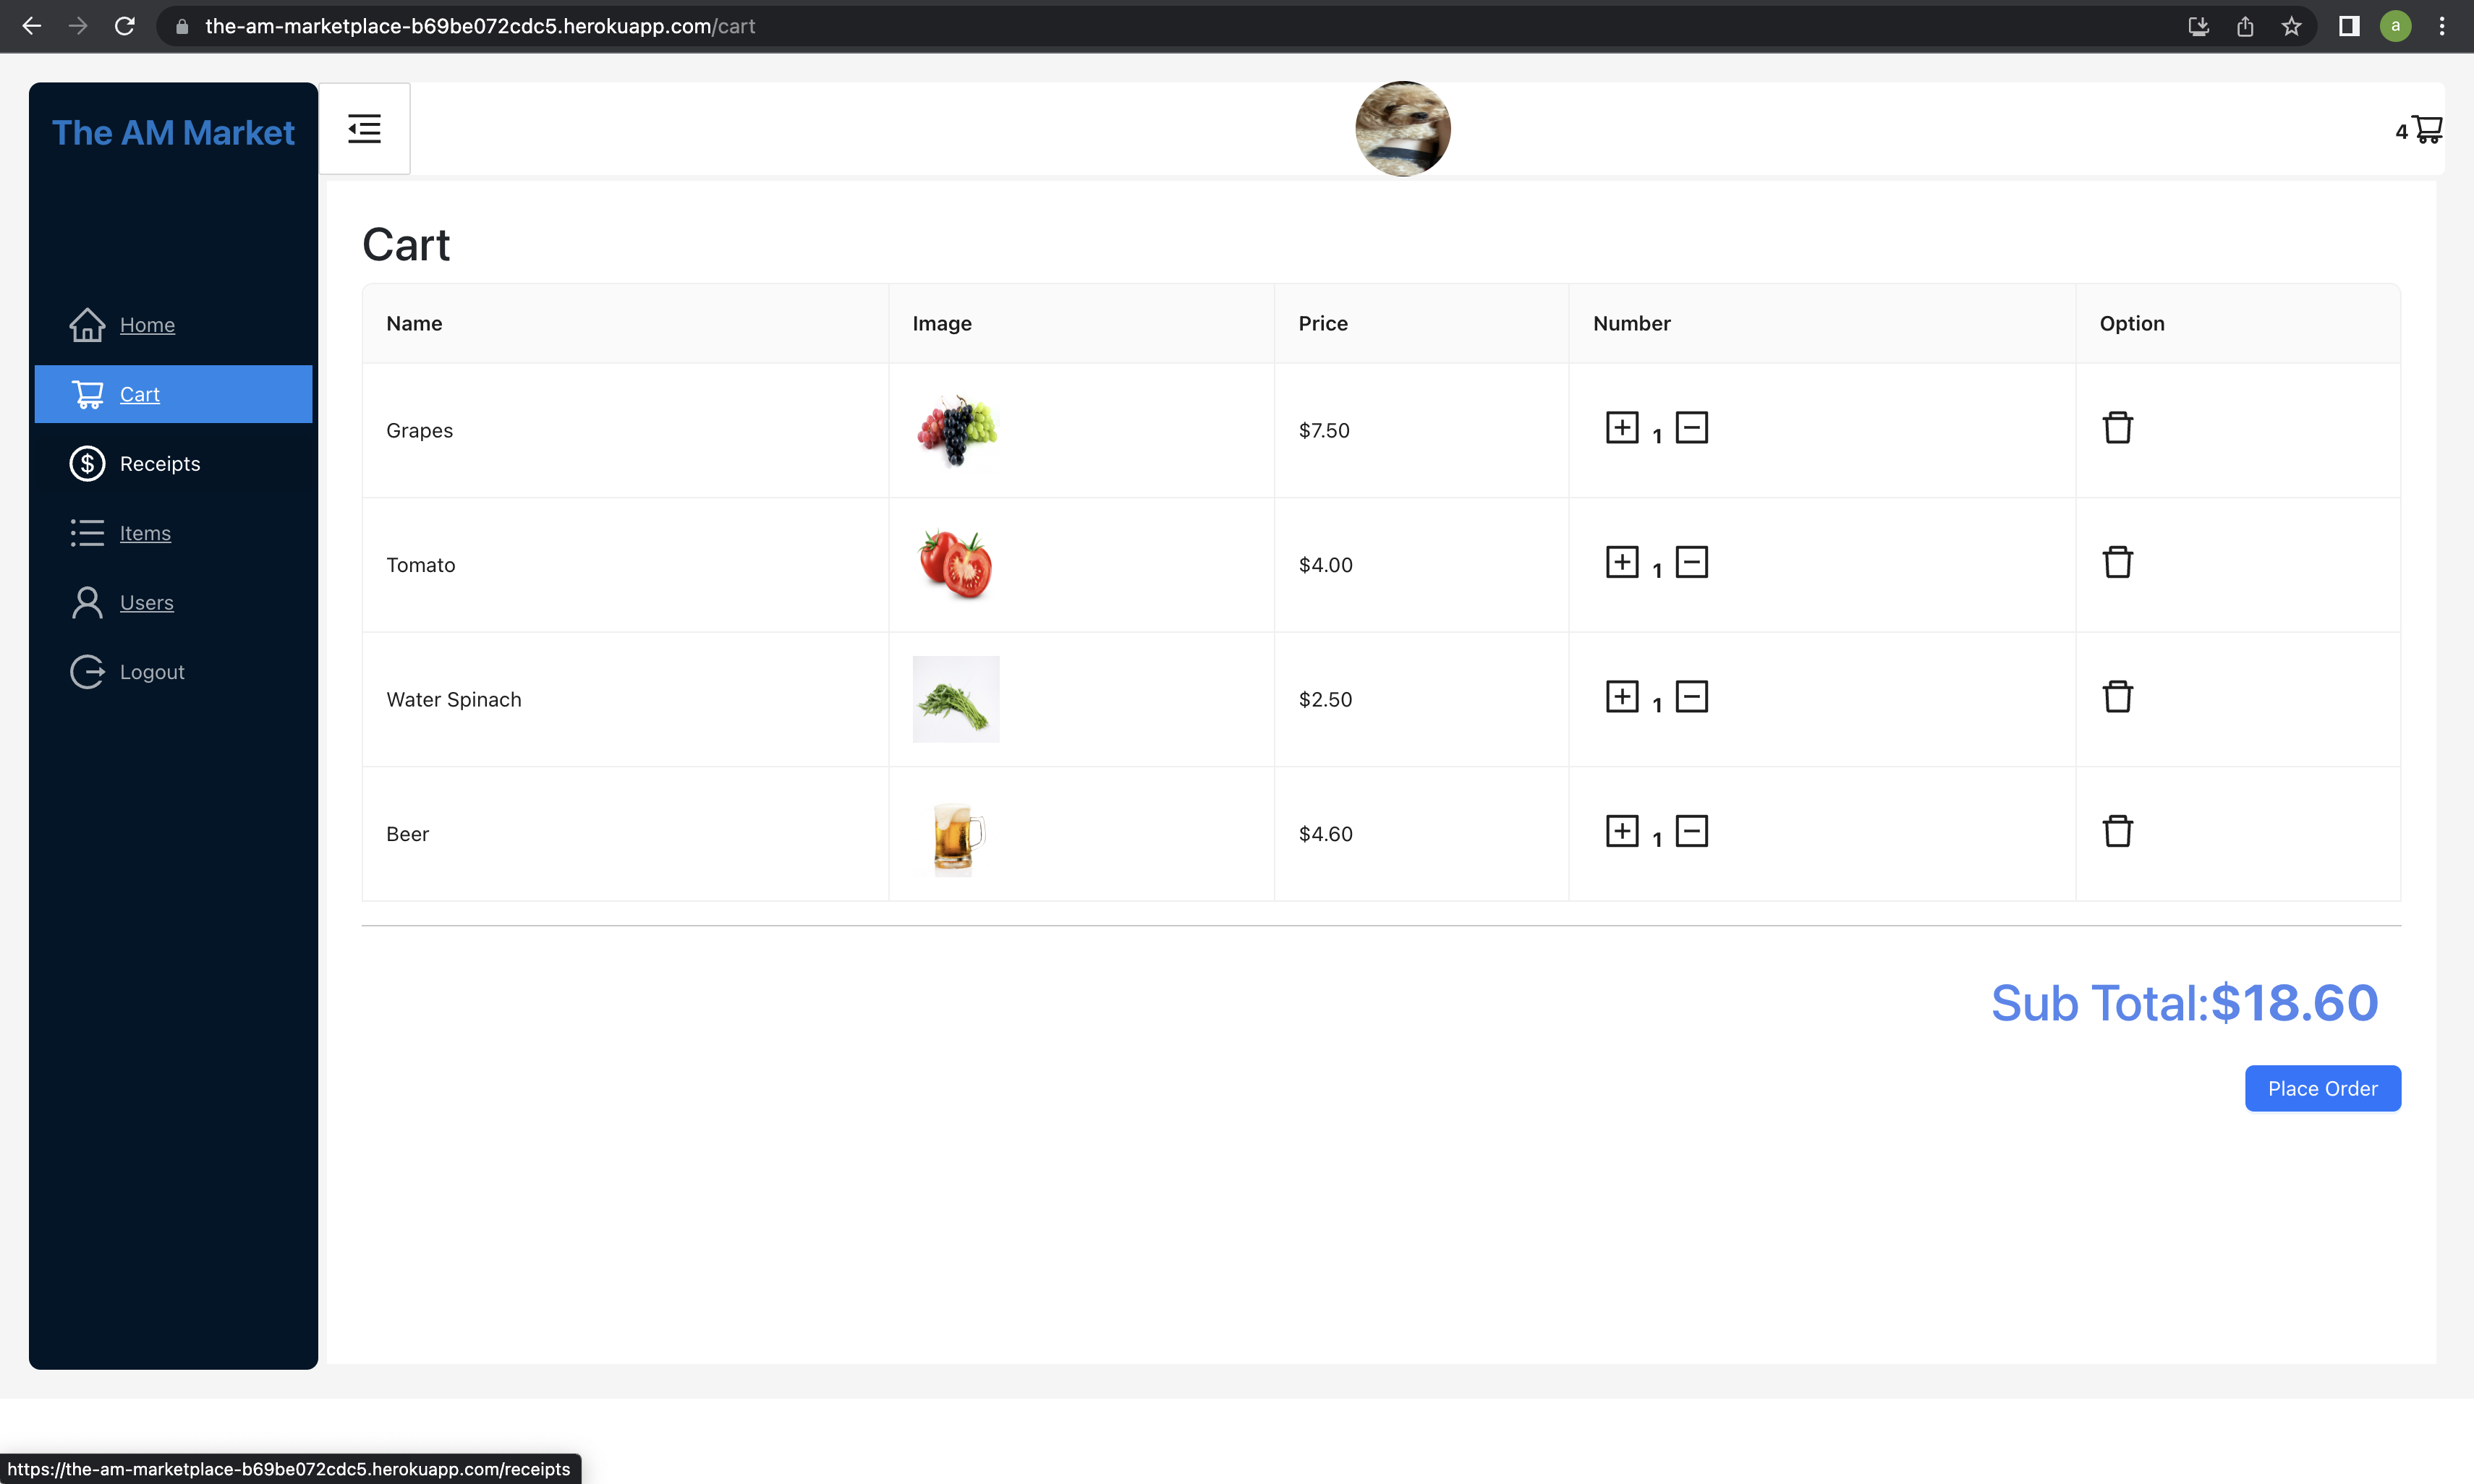 the-am-marketplace-b69be072cdc5.herokuapp.com/cart
a
The AM Market
4
Home
Cart
Receipts
Items
Users
Logout
Cart
Name Image Price Number Option
Grapes $7.50 1
Tomato $4.00 1
Water Spinach $2.50 1
Beer $4.60 1
Sub Total:$18.60
Place Order
https://the-am-marketplace-b69be072cdc5.herokuapp.com/receipts